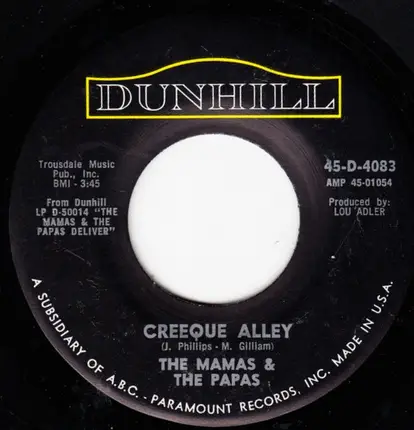 DUNHILL
Trousdale Music
Pub., Inc.
BMI - 3:45
From Dunhill
LP D-50014 "THE
MAMAS & THE
PAPAS DELIVER"
45-D-4083
AMP 45-01054
Produced by:
LOU ADLER
CREEQUE ALLEY
(J. Phillips - M. Gilliam)
THE MAMAS &
THE PAPAS
A SUBSIDIARY OF A.B.C. - PARAMOUNT RECORDS, INC. MADE IN U.S.A.